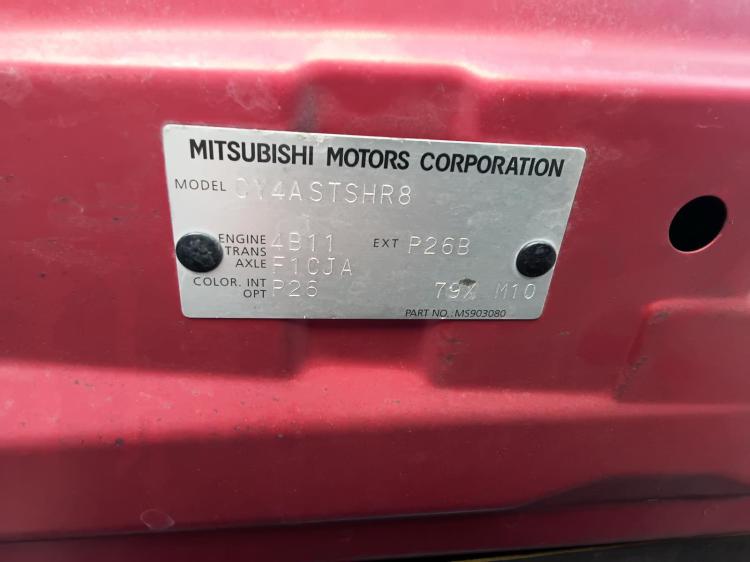 MITSUBISHI MOTORS CORPORATION
MODEL CY4ASTSHR8
ENGINE 4B11 EXT P26B
TRANS
AXLE F1CJA
COLOR. INT P26
OPT 79X M10
PART NO.: MS903080